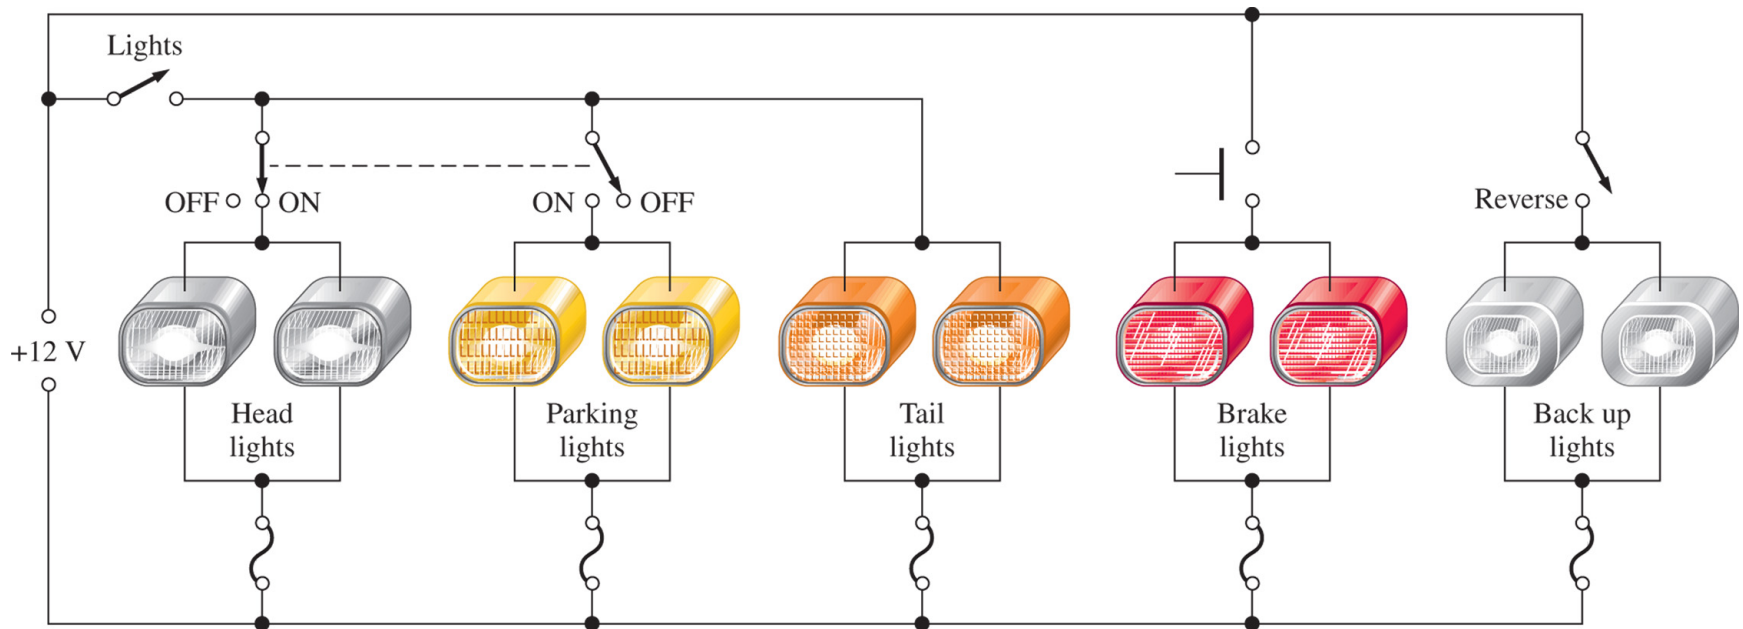 Lights
OFF ON
ON OFF
Reverse
+12 V
Head
lights
Parking
lights
Tail
lights
Brake
lights
Back up
lights